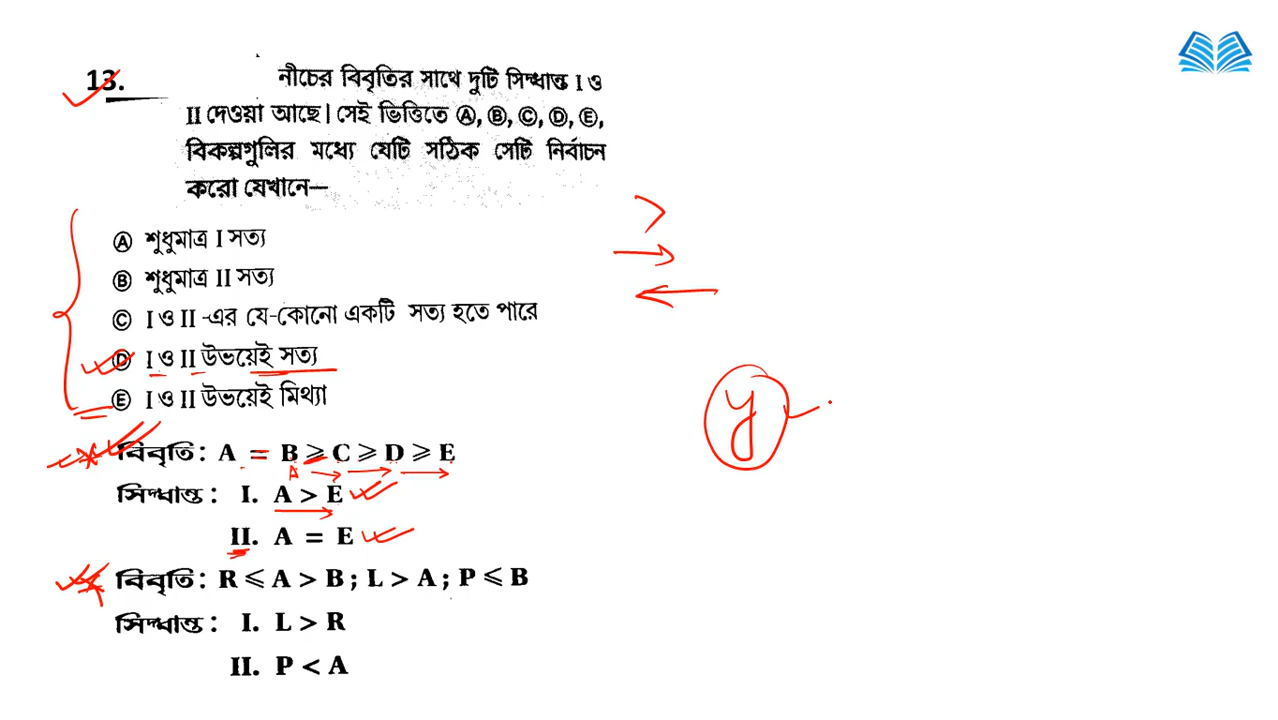 13. নীচের বিবৃতির সাথে দুটি সিদ্ধান্ত I ও
II দেওয়া আছে। সেই ভিত্তিতে Ⓐ, Ⓑ, Ⓒ, Ⓓ, Ⓔ,
বিকল্পগুলির মধ্যে যেটি সঠিক সেটি নির্বাচন
করো যেখানে—
Ⓐ শুধুমাত্র I সত্য
Ⓑ শুধুমাত্র II সত্য
Ⓒ I ও II -এর যে-কোনো একটি সত্য হতে পারে
Ⓓ I ও II উভয়েই সত্য
Ⓔ I ও II উভয়েই মিথ্যা
y
বিবৃতি: A = B ⩾ C ⩾ D ⩾ E
A
সিদ্ধান্ত: I. A > E
II. A = E
বিবৃতি: R ⩽ A > B; L > A; P ⩽ B
সিদ্ধান্ত: I. L > R
II. P < A